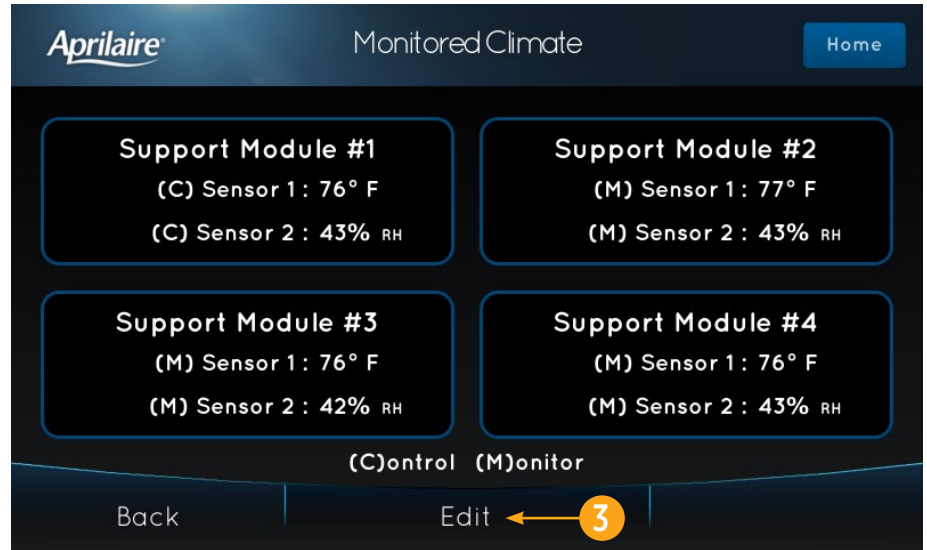 Aprilaire®
Monitored Climate
Home
Support Module #1
(C) Sensor 1 : 76° F
(C) Sensor 2 : 43% RH
Support Module #2
(M) Sensor 1 : 77° F
(M) Sensor 2 : 43% RH
Support Module #3
(M) Sensor 1 : 76° F
(M) Sensor 2 : 42% RH
Support Module #4
(M) Sensor 1 : 76° F
(M) Sensor 2 : 43% RH
(C)ontrol (M)onitor
Back
Edit
3